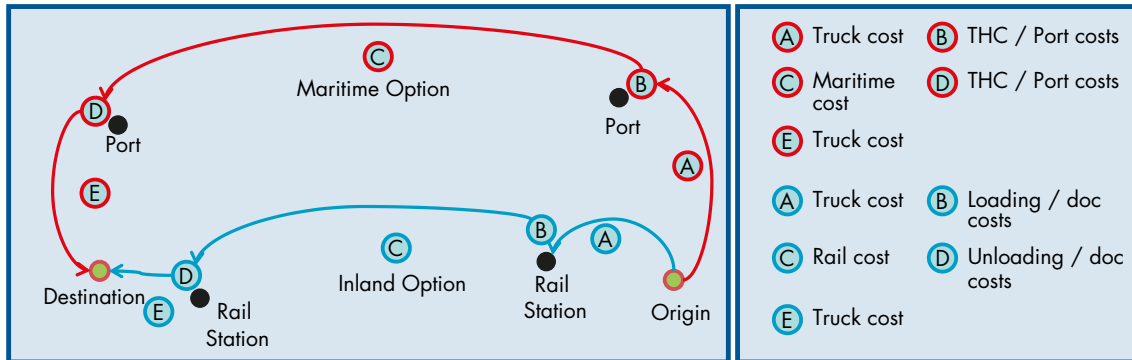 C
Maritime Option
B
D
Port
Port
A
E
B
A
C
D
Inland Option
Destination
Rail
Station
Origin
E
Rail
Station
A Truck cost
B THC / Port costs
C Maritime
cost
D THC / Port costs
E Truck cost
A Truck cost
B Loading / doc
costs
C Rail cost
D Unloading / doc
costs
E Truck cost